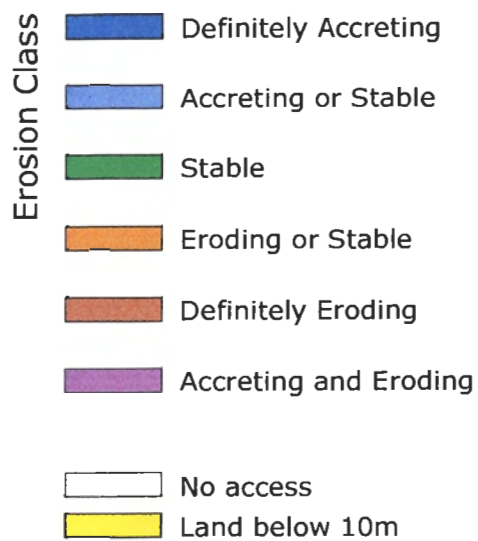 Erosion Class
Definitely Accreting
Accreting or Stable
Stable
Eroding or Stable
Definitely Eroding
Accreting and Eroding
No access
Land below 10m